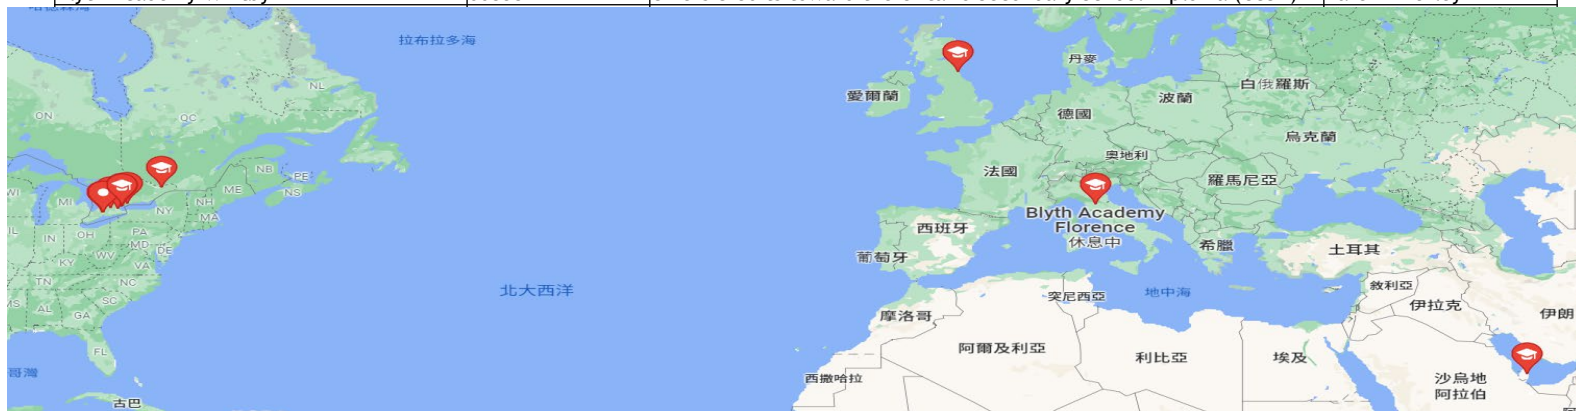 拉布拉多海
丹麥
NL
白俄羅斯
愛爾蘭
波蘭
ON
QC
德國
烏克蘭
奧地利
法國
NB
PE
羅馬尼亞
WI
MI
ME
NS
NH
NY
MA
Blyth Academy
Florence
休息中
西班牙
IL
IN
OH
PA
MD
DE
希臘
土耳其
WV
葡萄牙
KY
VA
TN
NC
北大西洋
突尼西亞
地中海
敘利亞
MS
SC
伊拉克
AL
GA
摩洛哥
伊朗
FL
阿爾及利亞
利比亞
埃及
哥灣
西撒哈拉
沙烏地
阿拉伯
古巴